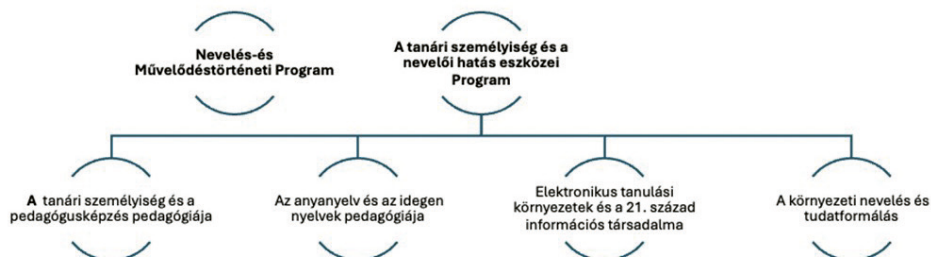 Nevelés-és
Művelődéstörténeti Program
A tanári személyiség és a
nevelői hatás eszközei
Program
A tanári személyiség és a
pedagógusképzés pedagógiája
Az anyanyelv és az idegen
nyelvek pedagógiája
Elektronikus tanulási
környezetek és a 21. század
információs társadalma
A környezeti nevelés és
tudatformálás